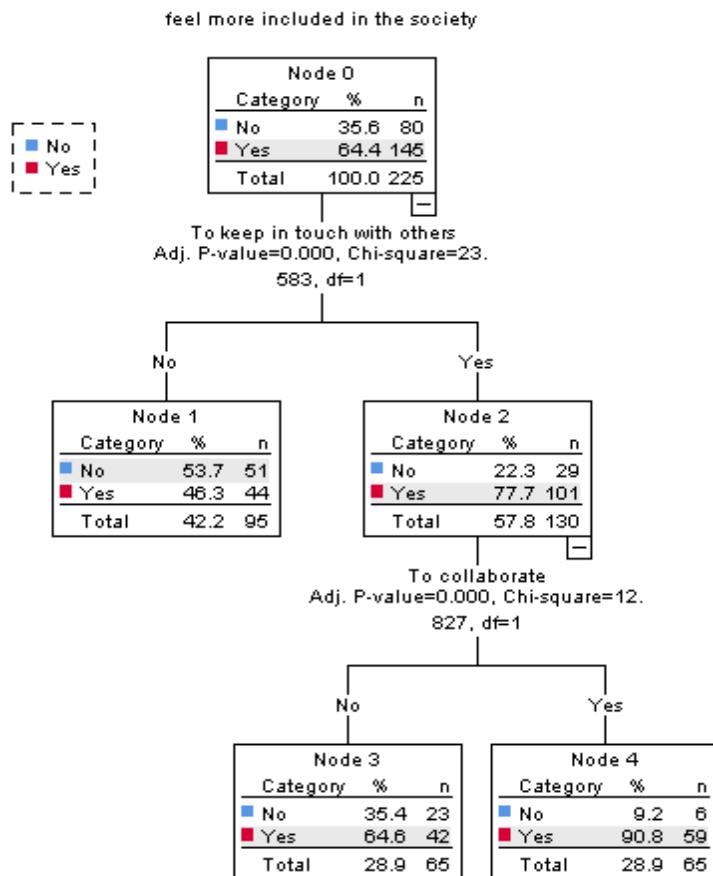 feel more included in the society
No
Yes
Node 0
Category % n
No 35.6 80
Yes 64.4 145
Total 100.0 225
To keep in touch with others
Adj. P-value=0.000, Chi-square=23.
583, df=1
No
Yes
Node 1
Category % n
No 53.7 51
Yes 46.3 44
Total 42.2 95
Node 2
Category % n
No 22.3 29
Yes 77.7 101
Total 57.8 130
To collaborate
Adj. P-value=0.000, Chi-square=12.
827, df=1
No
Yes
Node 3
Category % n
No 35.4 23
Yes 64.6 42
Total 28.9 65
Node 4
Category % n
No 9.2 6
Yes 90.8 59
Total 28.9 65